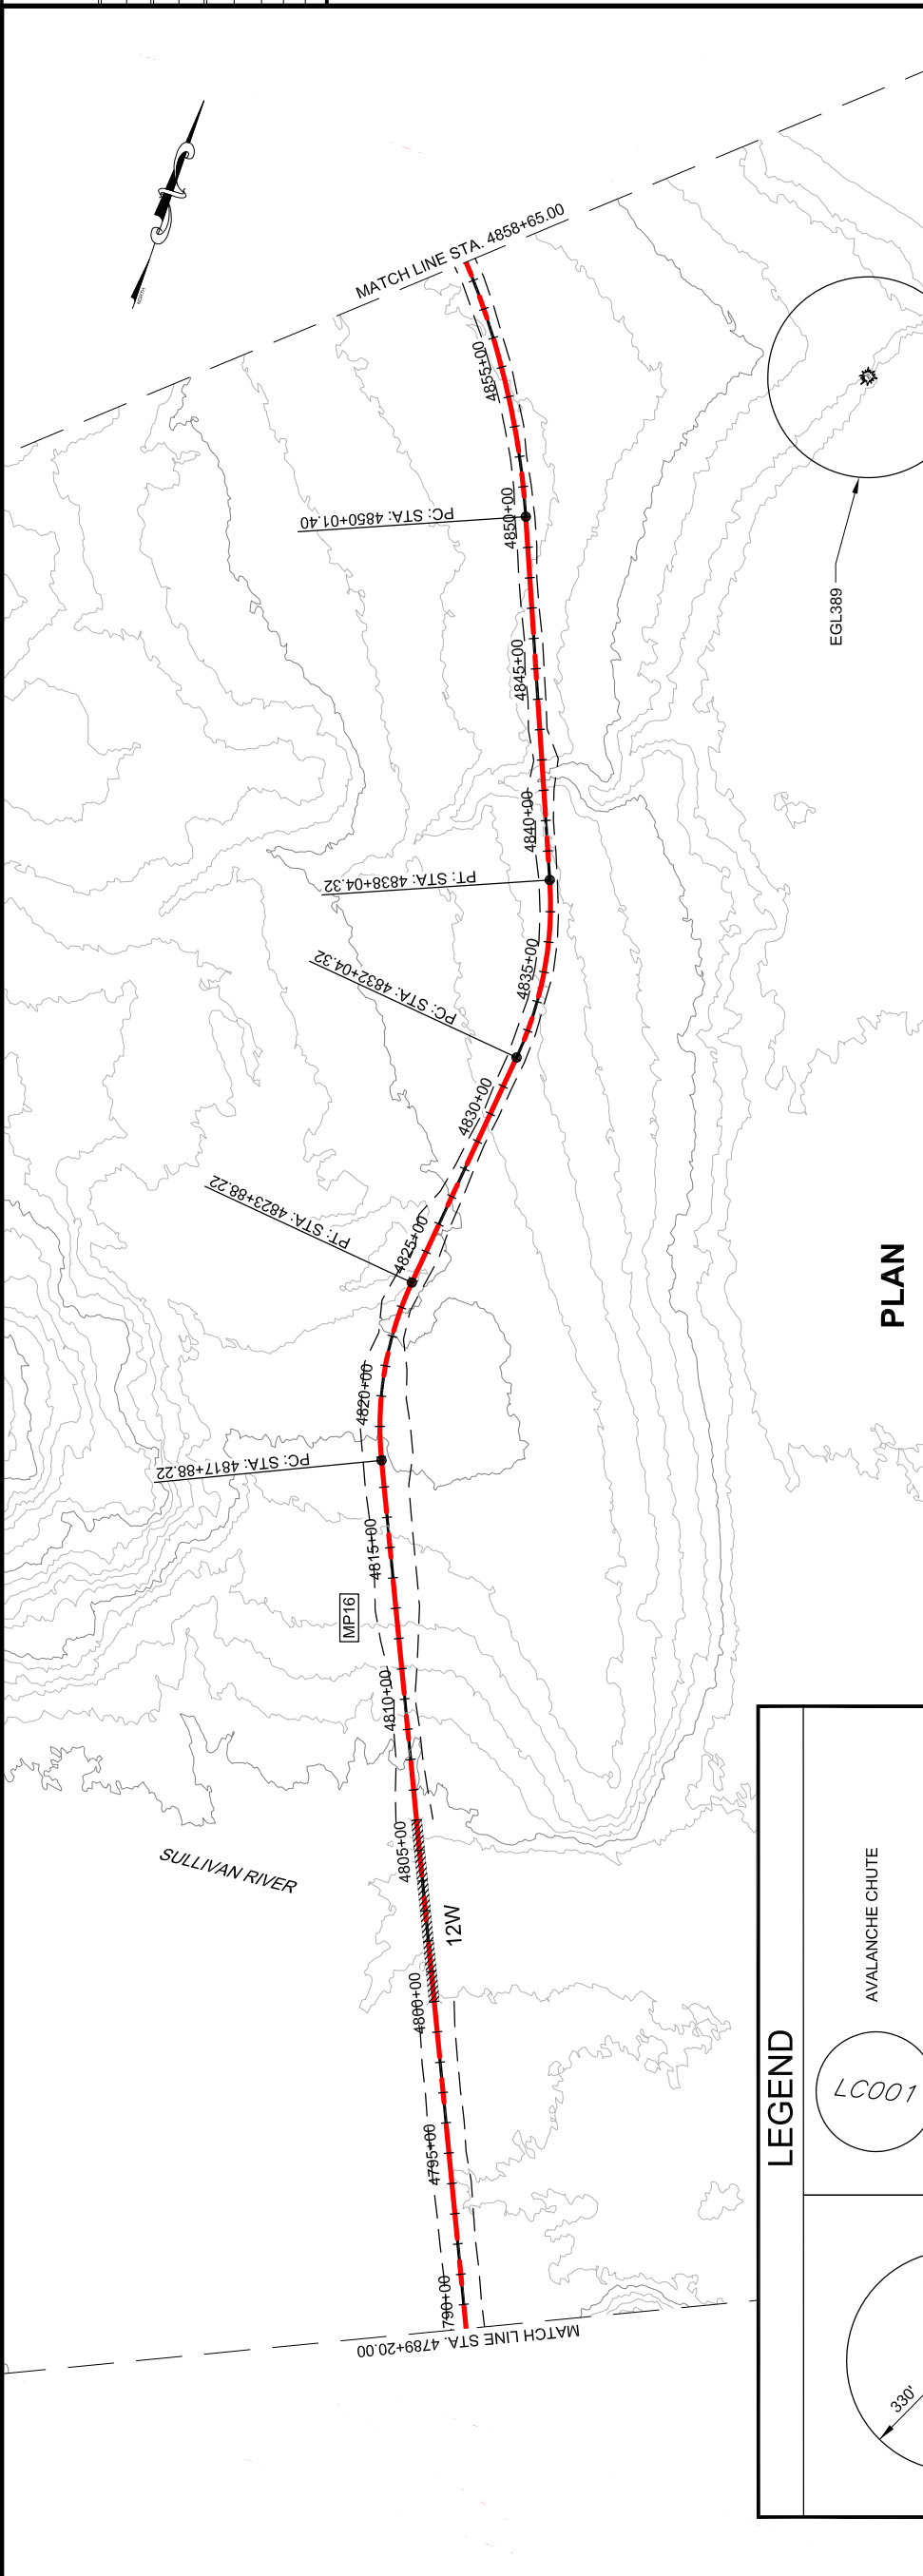 NORTH
MATCH LINE STA. 4858+65.00
4855+00
PC: STA: 4850+01.40
4850+00
EGL389
4845+00
4840+00
PT: STA: 4838+04.32
4835+00
PC: STA: 4832+04.32
4830+00
PT: STA: 4823+88.22
4825+00
PLAN
4820+00
PC: STA: 4817+88.22
4815+00
MP16
4810+00
SULLIVAN RIVER
4805+00
12W
4800+00
4795+00
790+00
MATCH LINE STA. 4789+20.00
LEGEND
AVALANCHE CHUTE
LC001
330'